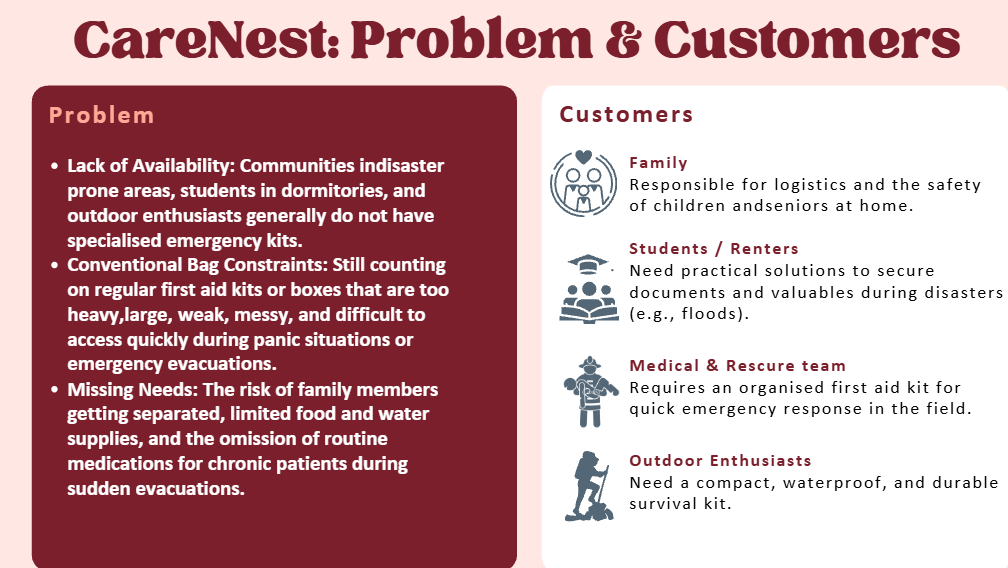 CareNest: Problem & Customers
Problem
• Lack of Availability: Communities indisaster
prone areas, students in dormitories, and
outdoor enthusiasts generally do not have
specialised emergency kits.
• Conventional Bag Constraints: Still counting
on regular first aid kits or boxes that are too
heavy,large, weak, messy, and difficult to
access quickly during panic situations or
emergency evacuations.
• Missing Needs: The risk of family members
getting separated, limited food and water
supplies, and the omission of routine
medications for chronic patients during
sudden evacuations.
Customers
Family
Responsible for logistics and the safety
of children andseniors at home.
Students / Renters
Need practical solutions to secure
documents and valuables during disasters
(e.g., floods).
Medical & Rescure team
Requires an organised first aid kit for
quick emergency response in the field.
Outdoor Enthusiasts
Need a compact, waterproof, and durable
survival kit.